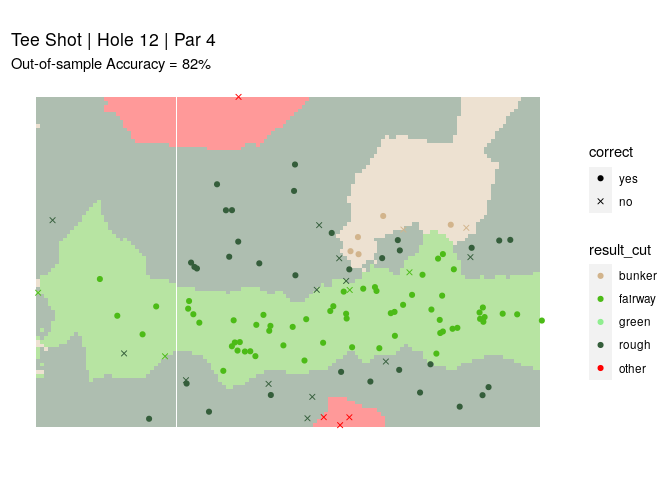 Tee Shot | Hole 12 | Par 4
Out-of-sample Accuracy = 82%
correct
yes
no
result_cut
bunker
fairway
green
rough
other